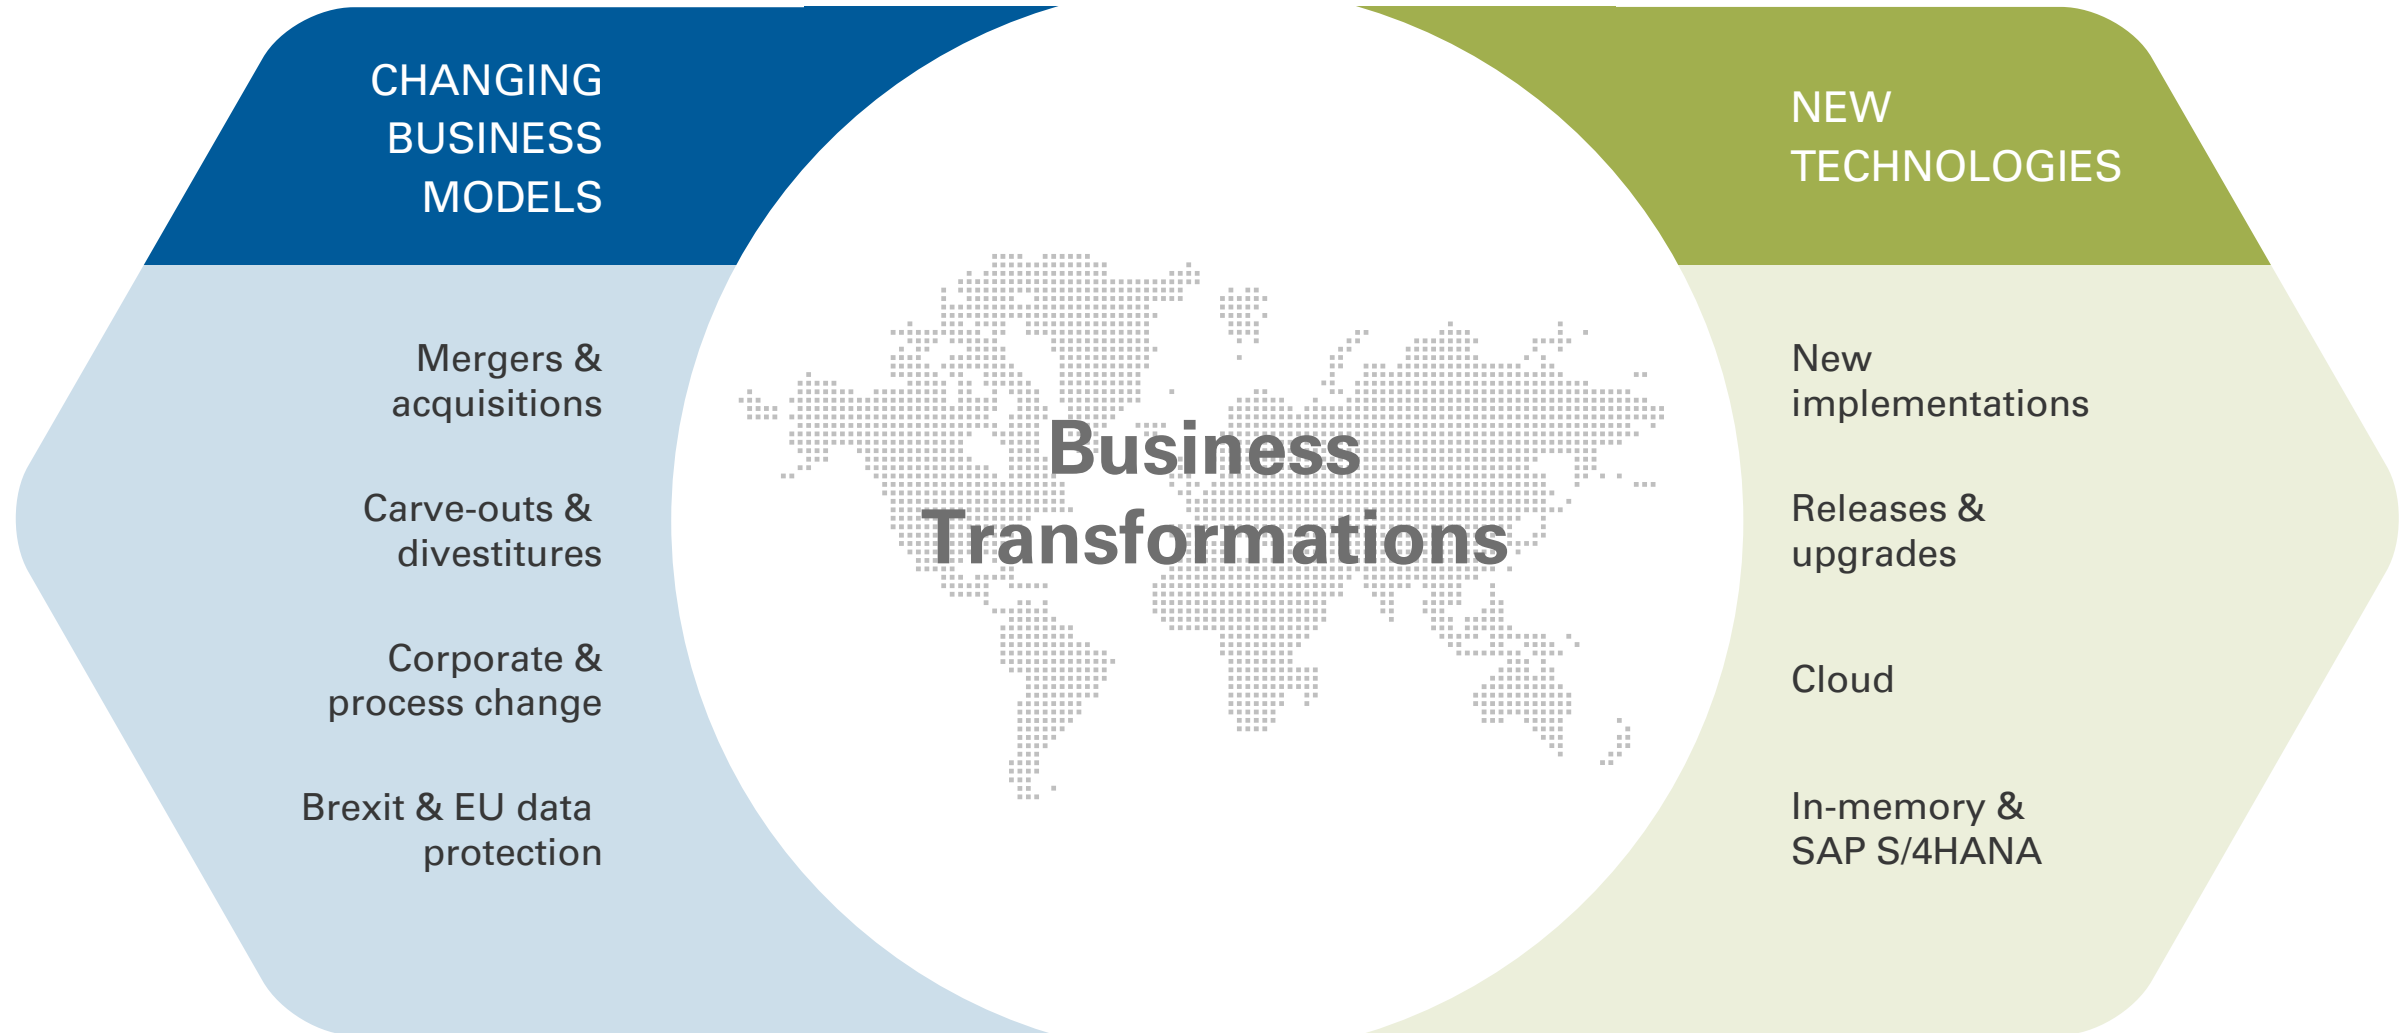 CHANGING
BUSINESS
MODELS
Mergers &
acquisitions
Carve-outs &
divestitures
Corporate &
process change
Brexit & EU data
protection
Business
Transformations
NEW
TECHNOLOGIES
New
implementations
Releases &
upgrades
Cloud
In-memory &
SAP S/4HANA